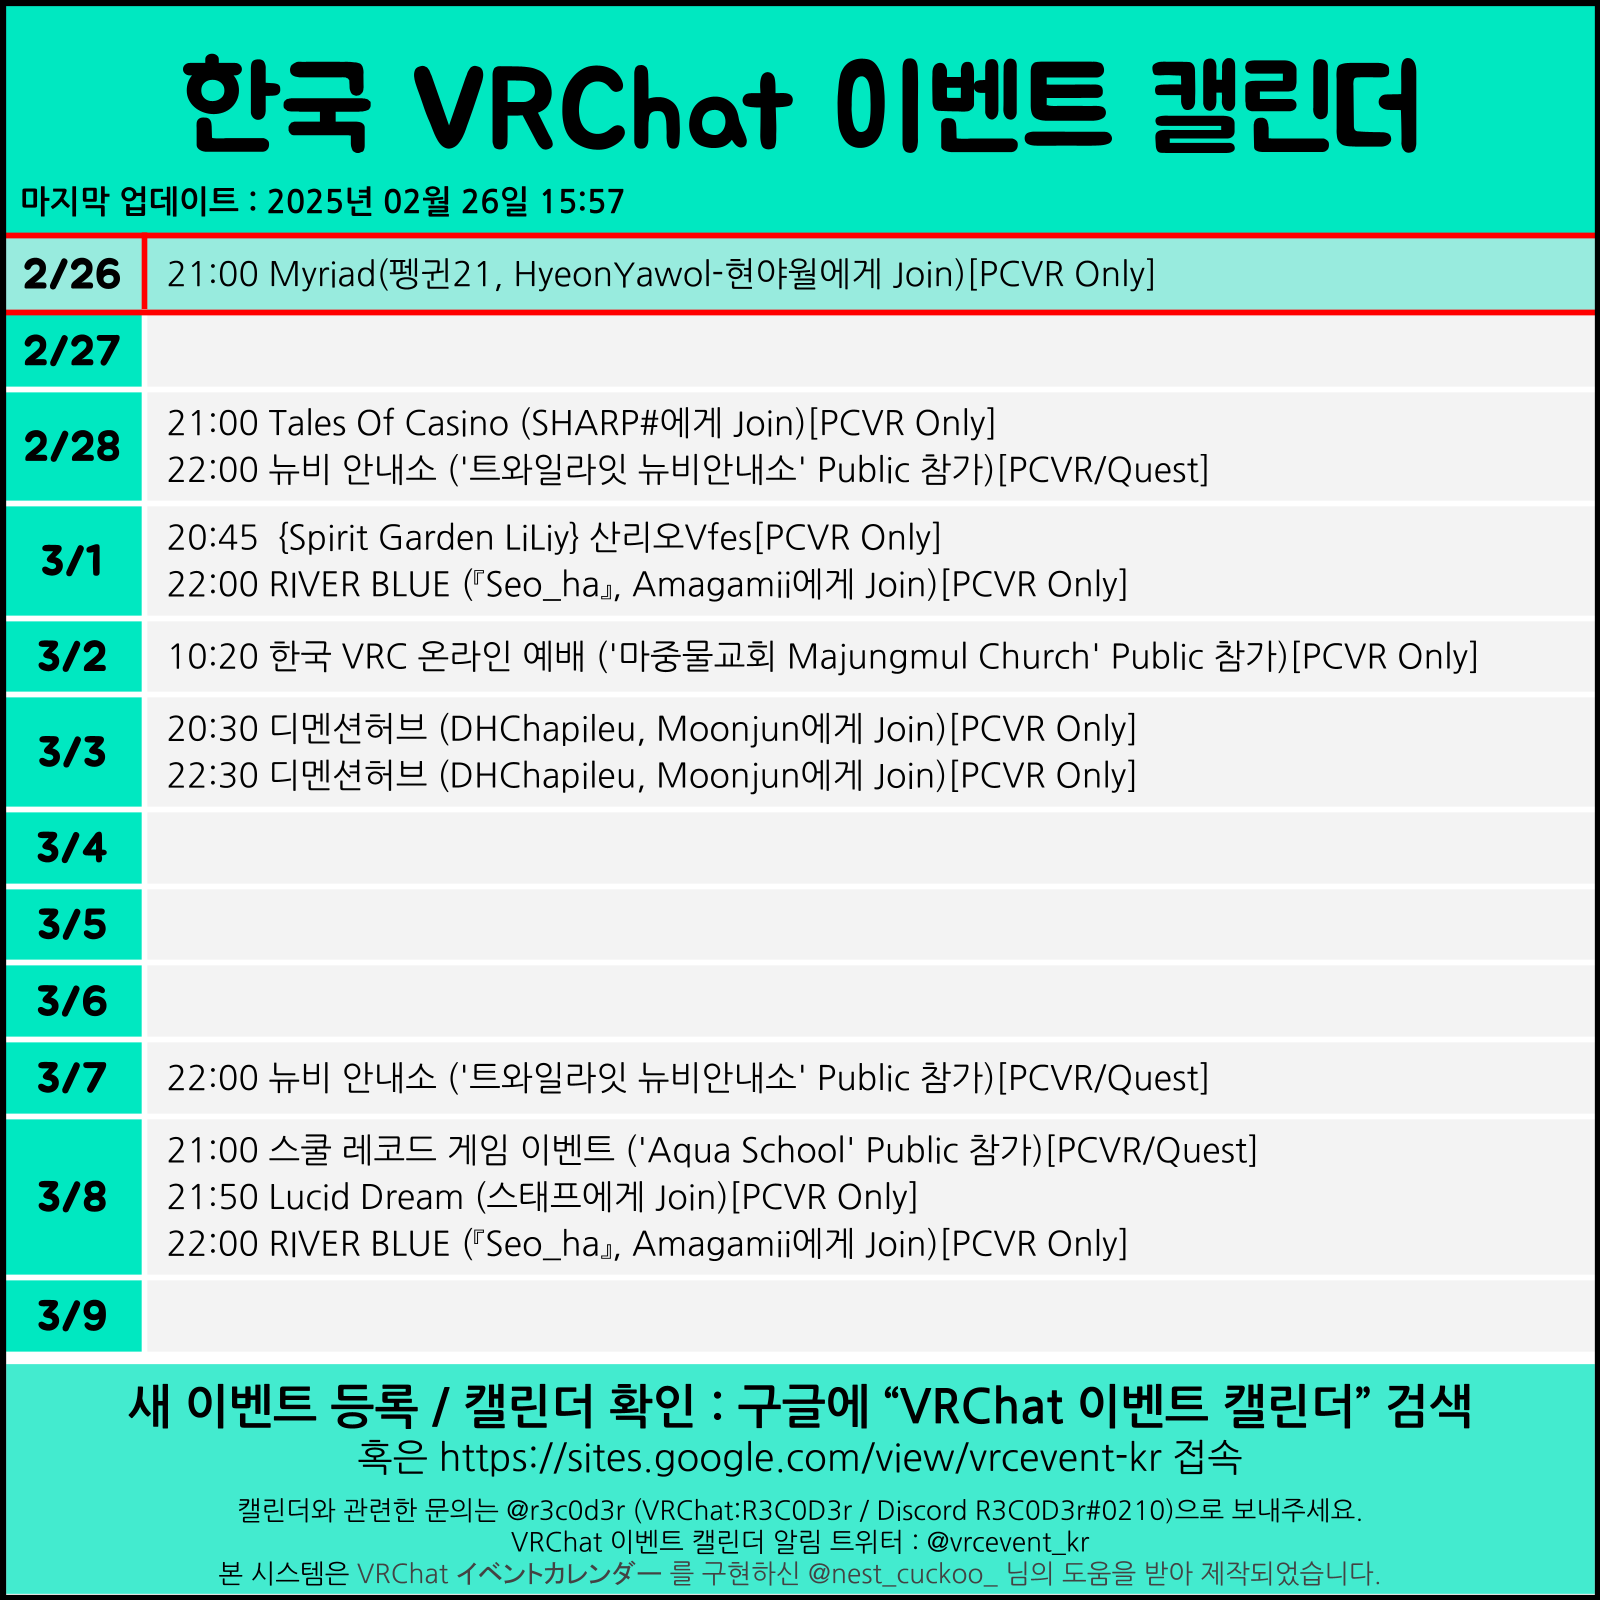 한국 VRChat 이벤트 캘린더
마지막 업데이트 : 2025년 02월 26일 15:57
2/26
21:00 Myriad(펭귄21, HyeonYawol-현야월에게 Join)[PCVR Only]
2/27
2/28
21:00 Tales Of Casino (SHARP#에게 Join)[PCVR Only]
22:00 뉴비 안내소 ('트와일라잇 뉴비안내소' Public 참가)[PCVR/Quest]
3/1
20:45  {Spirit Garden LiLiy} 산리오Vfes[PCVR Only]
22:00 RIVER BLUE (『Seo_ha』, Amagamii에게 Join)[PCVR Only]
3/2
10:20 한국 VRC 온라인 예배 ('마중물교회 Majungmul Church' Public 참가)[PCVR Only]
3/3
20:30 디멘션허브 (DHChapileu, Moonjun에게 Join)[PCVR Only]
22:30 디멘션허브 (DHChapileu, Moonjun에게 Join)[PCVR Only]
3/4
3/5
3/6
3/7
22:00 뉴비 안내소 ('트와일라잇 뉴비안내소' Public 참가)[PCVR/Quest]
3/8
21:00 스쿨 레코드 게임 이벤트 ('Aqua School' Public 참가)[PCVR/Quest]
21:50 Lucid Dream (스태프에게 Join)[PCVR Only]
22:00 RIVER BLUE (『Seo_ha』, Amagamii에게 Join)[PCVR Only]
3/9
새 이벤트 등록 / 캘린더 확인 : 구글에 “VRChat 이벤트 캘린더” 검색
혹은 https://sites.google.com/view/vrcevent-kr 접속
캘린더와 관련한 문의는 @r3c0d3r (VRChat:R3C0D3r / Discord R3C0D3r#0210)으로 보내주세요.
VRChat 이벤트 캘린더 알림 트위터 : @vrcevent_kr
본 시스템은 VRChat イベントカレンダー 를 구현하신 @nest_cuckoo_ 님의 도움을 받아 제작되었습니다.